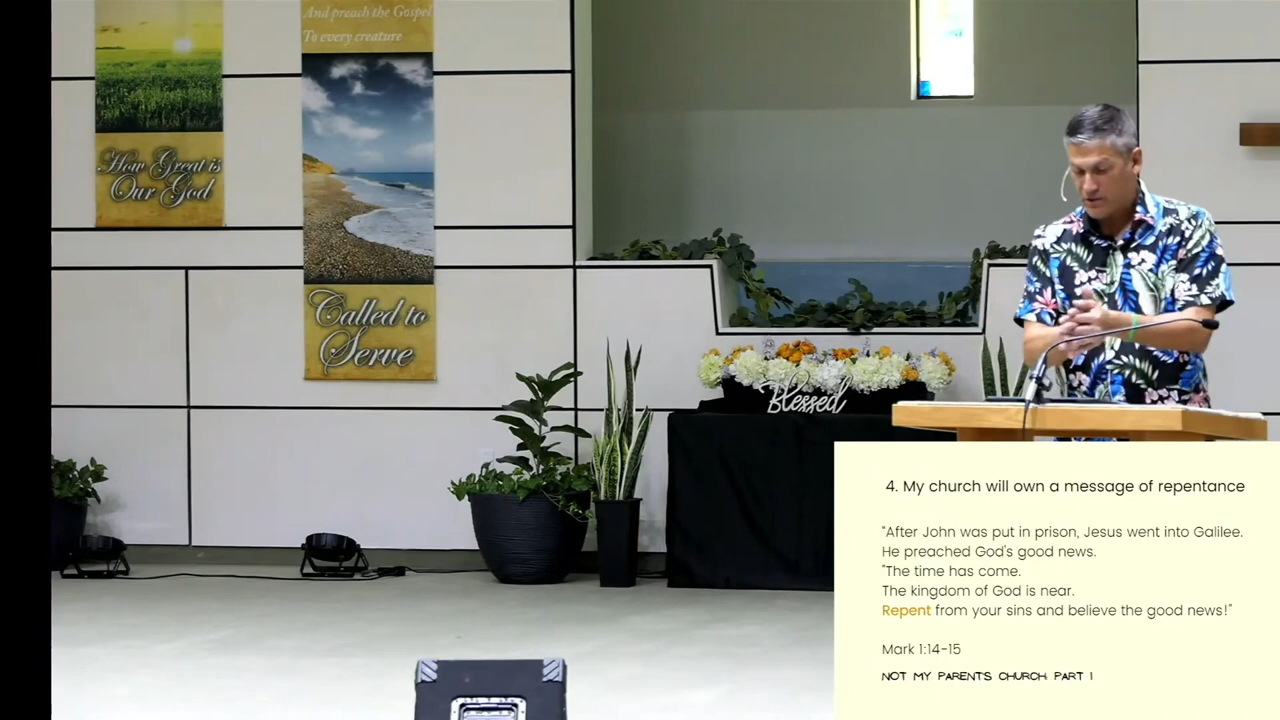 And preach the Gospel
To every creature
How Great is
Our God
Called to
Serve
Blessed
4. My church will own a message of repentance
"After John was put in prison, Jesus went into Galilee.
He preached God's good news.
"The time has come.
The kingdom of God is near.
Repent from your sins and believe the good news!"
Mark 1:14-15
NOT MY PARENTS CHURCH: PART 1